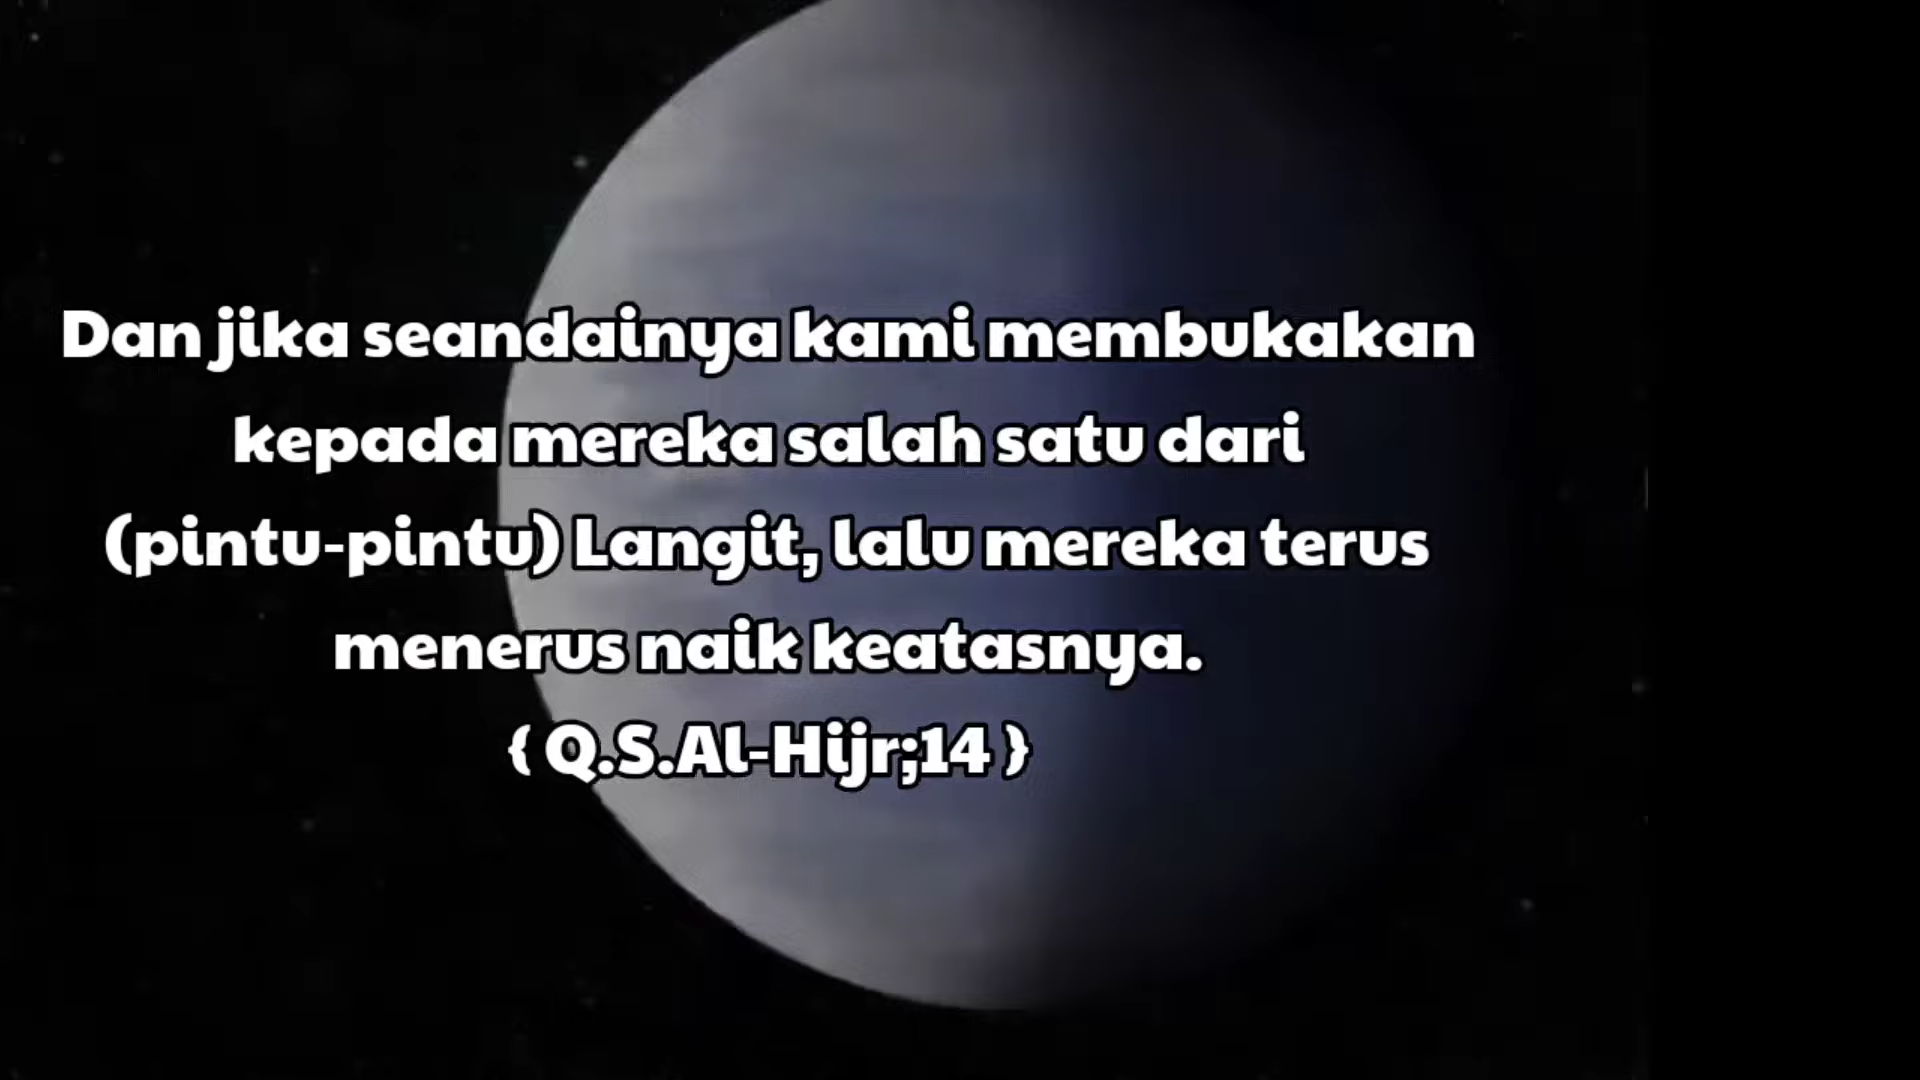 Dan jika seandainya kami membukakan
kepada mereka salah satu dari
(pintu-pintu) Langit, lalu mereka terus
menerus naik keatasnya.
{ Q.S.Al-Hijr;14 }